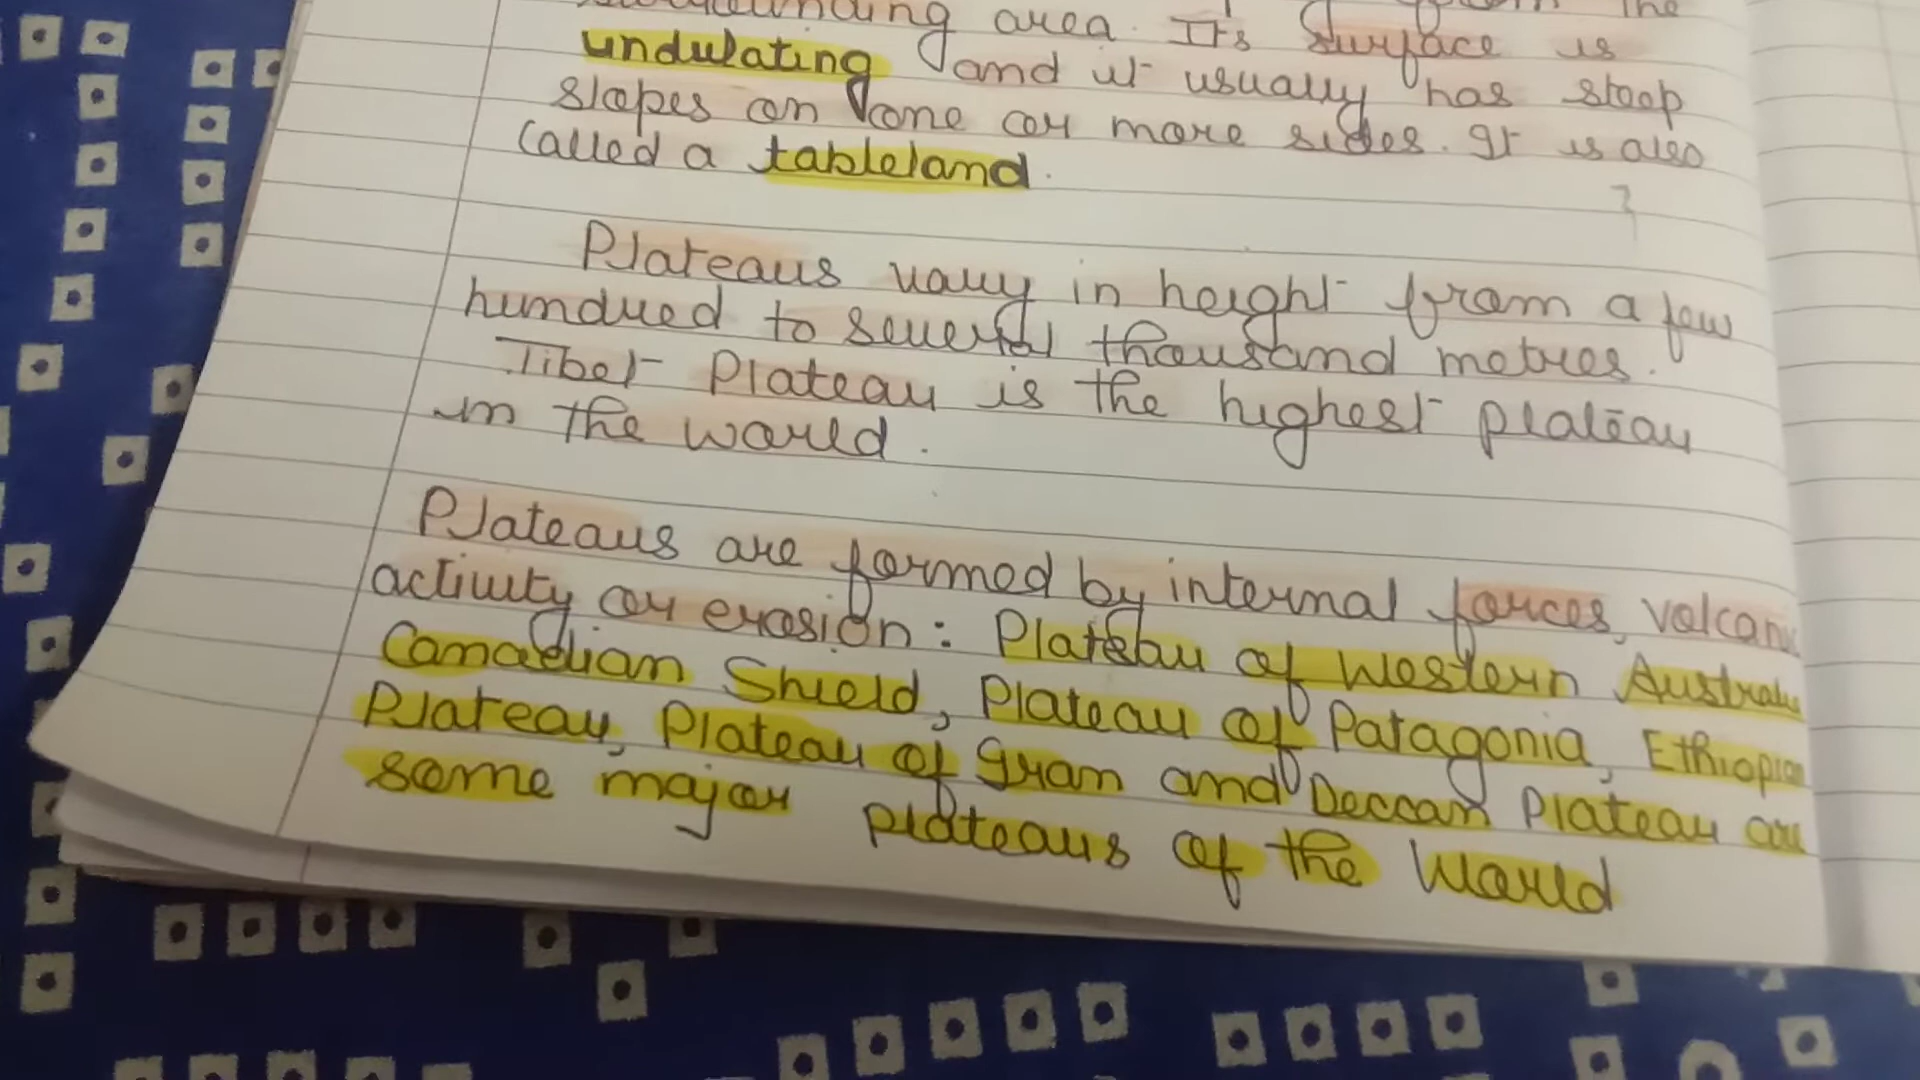 surrounding area. Its surface is
undulating and it usually has steep
slopes on one or more sides. It is also
called a tableland.
Plateaus vary in height from a few
hundred to several thousand metres.
Tibet Plateau is the highest plateau
in the world.
Plateaus are formed by internal forces, volcanic
activity or erosion: Plateau of Western Australia
Canadian Shield, Plateau of Patagonia, Ethiopian
Plateau, Plateau of Iran and Deccan Plateau are
some major plateaus of the World